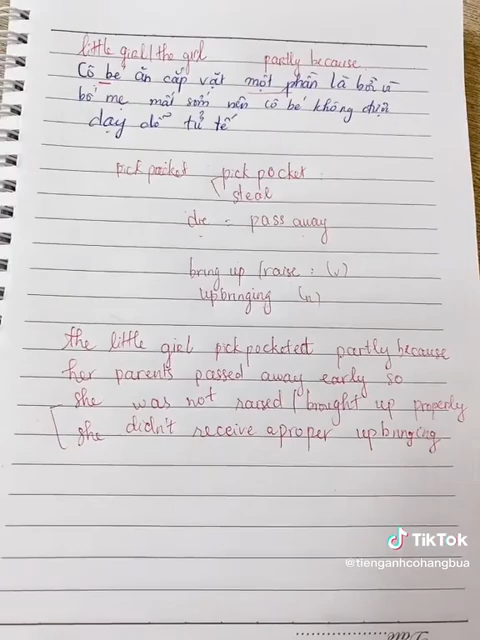 little girl/the girl partly because
Cô bé ăn cắp vặt một phần là bởi vì
bố mẹ mất sớm nên cô bé không được
dạy dỗ tử tế
pick pocket pick pocket
steal
die = pass away
bring up /raise : (v)
upbringing (n)
the little girl pickpocketed partly because
her parents passed away early so
she was not raised / brought up properly
she didn't receive a proper upbringing
TikTok
@tienganhcohangbua
Date